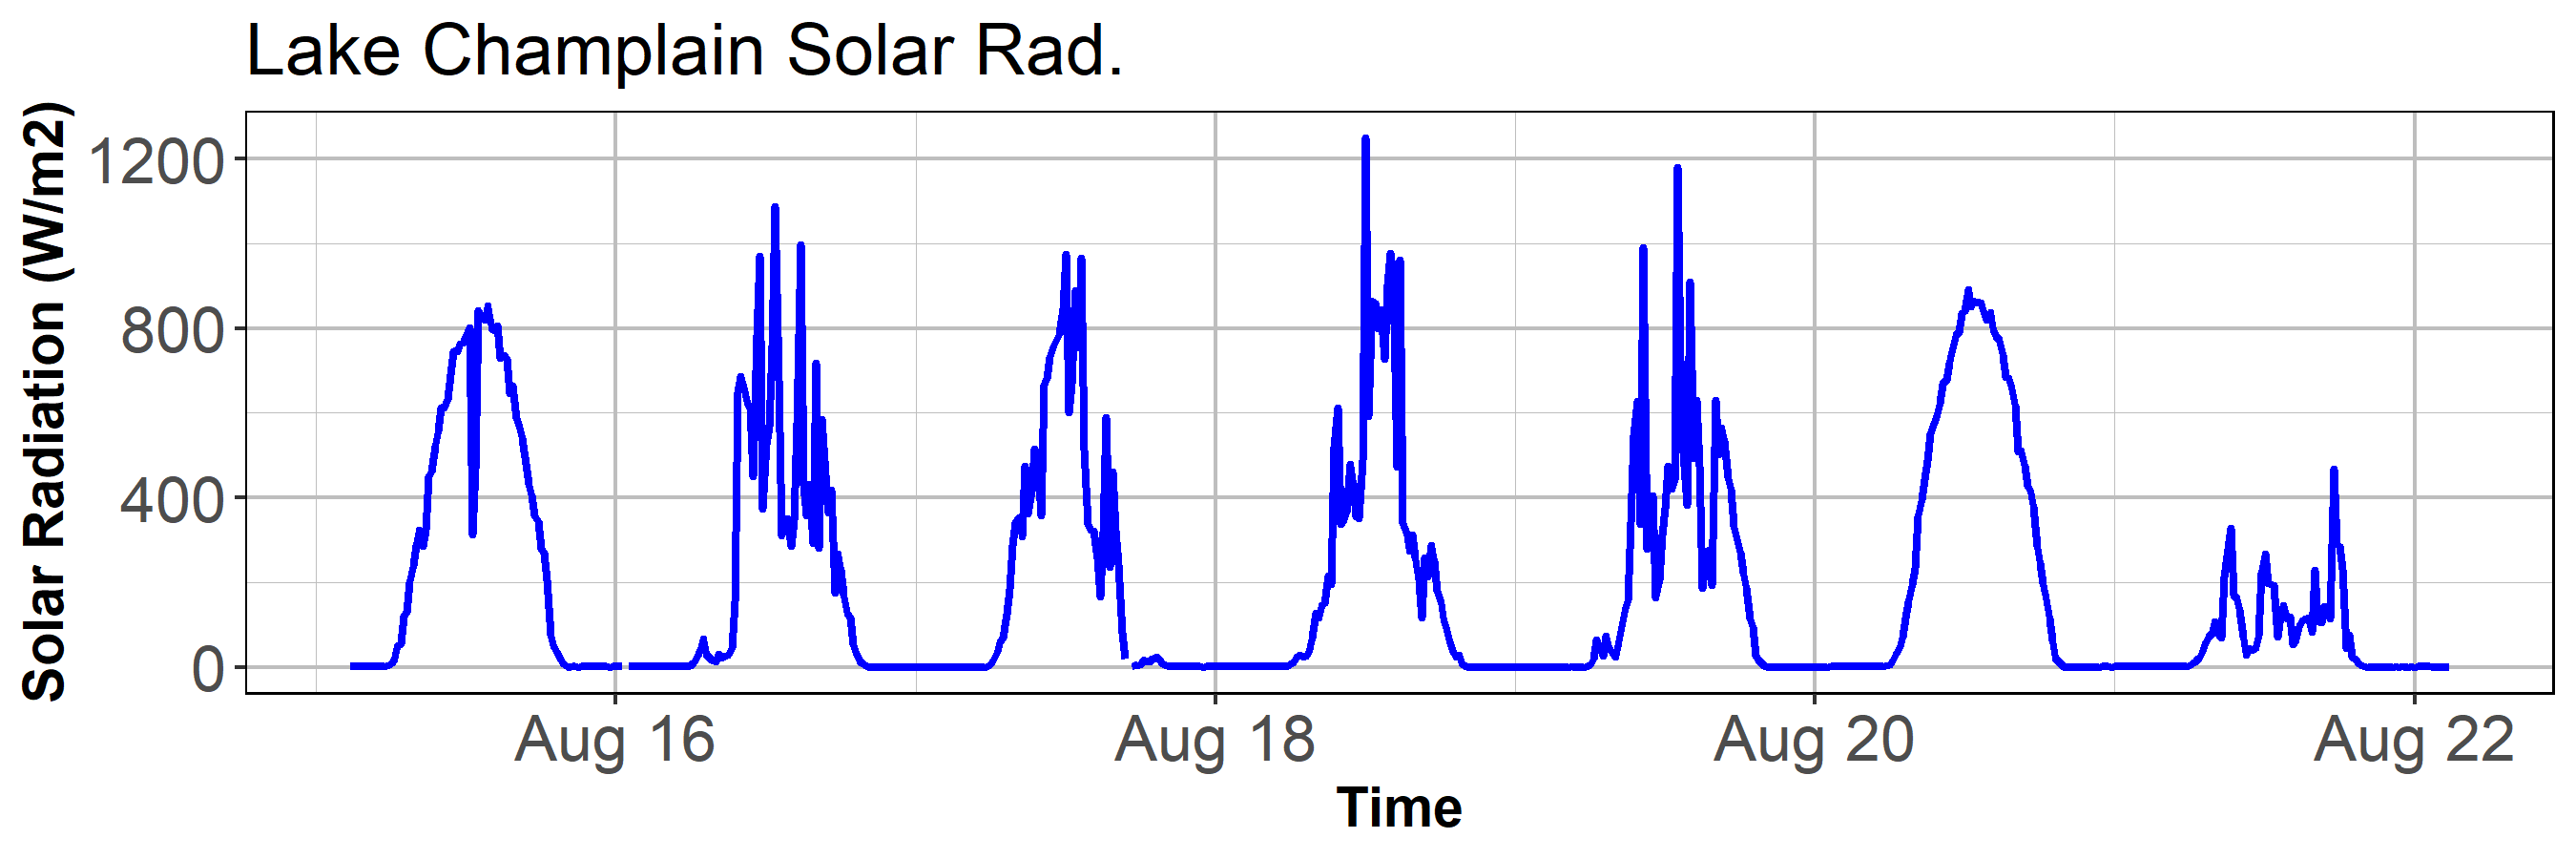 Lake Champlain Solar Rad.
Solar Radiation (W/m2)
1200
800
400
0
Aug 16
Aug 18
Aug 20
Aug 22
Time